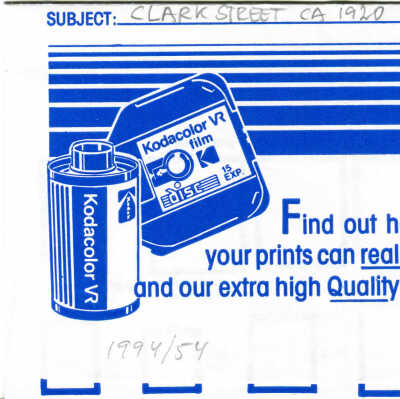 SUBJECT: CLARK STREET CA 1920
Kodacolor VR
film
15
EXP.
disc
Kodacolor VR
Find out h
your prints can real
and our extra high Quality
1994/54